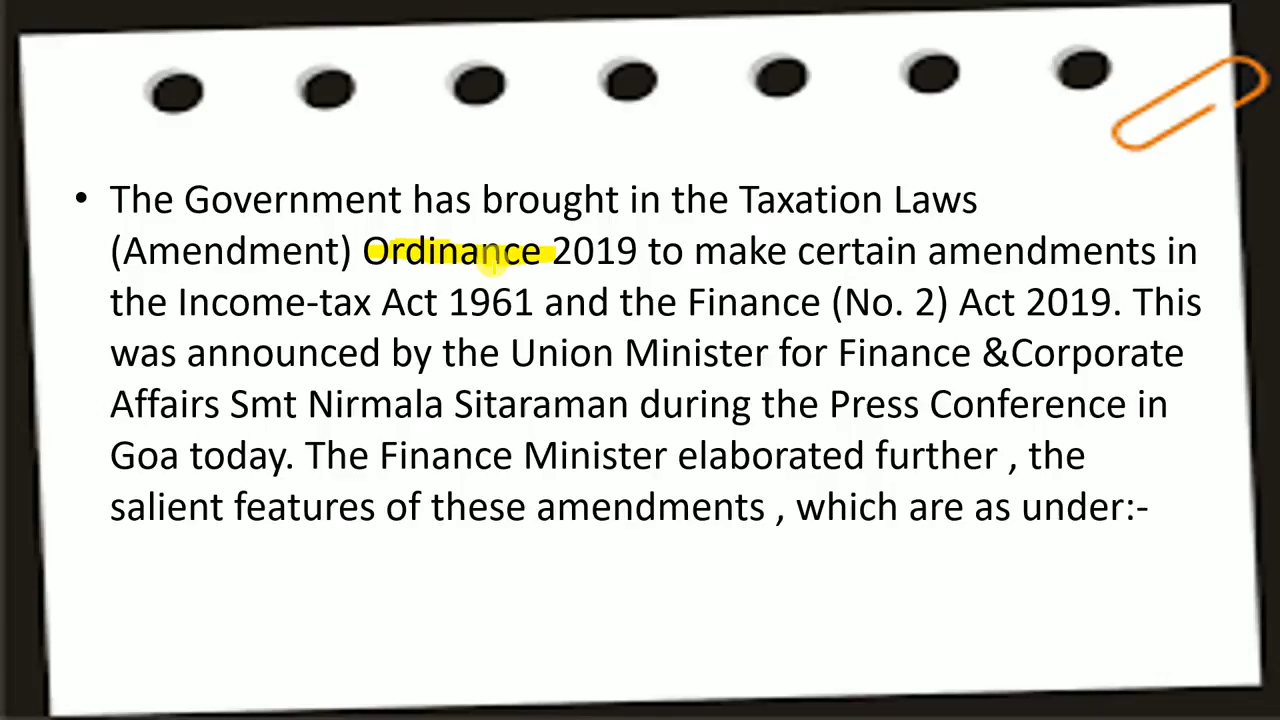 • The Government has brought in the Taxation Laws
(Amendment) Ordinance 2019 to make certain amendments in
the Income-tax Act 1961 and the Finance (No. 2) Act 2019. This
was announced by the Union Minister for Finance &Corporate
Affairs Smt Nirmala Sitaraman during the Press Conference in
Goa today. The Finance Minister elaborated further , the
salient features of these amendments , which are as under:-